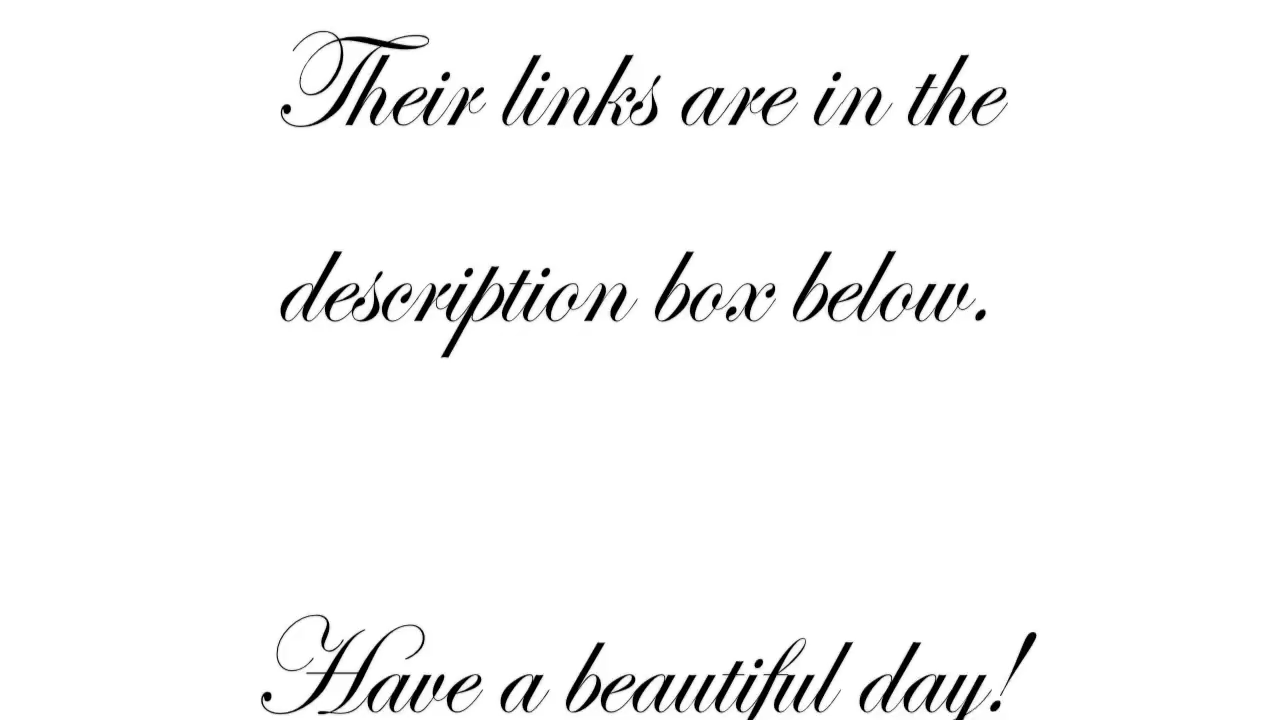 Their links are in the
description box below.
Have a beautiful day!